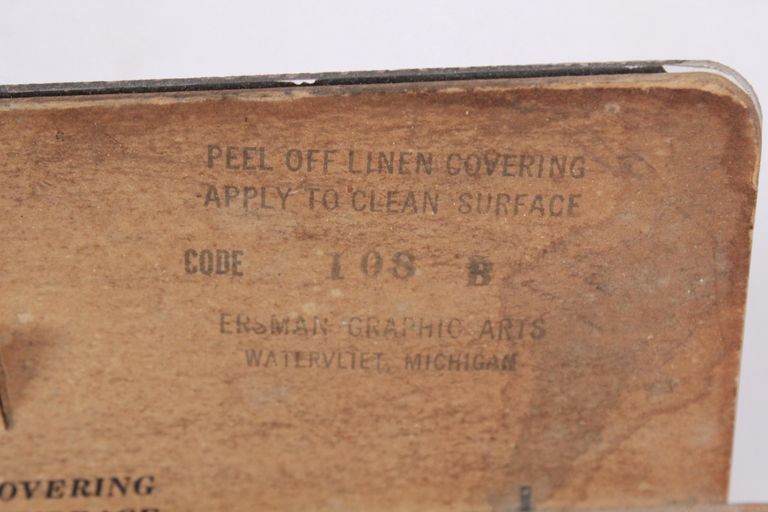 PEEL OFF LINEN COVERING
APPLY TO CLEAN SURFACE
CODE 108 B
ERSMAN GRAPHIC ARTS
WATERVLIET, MICHIGAN
OVERING